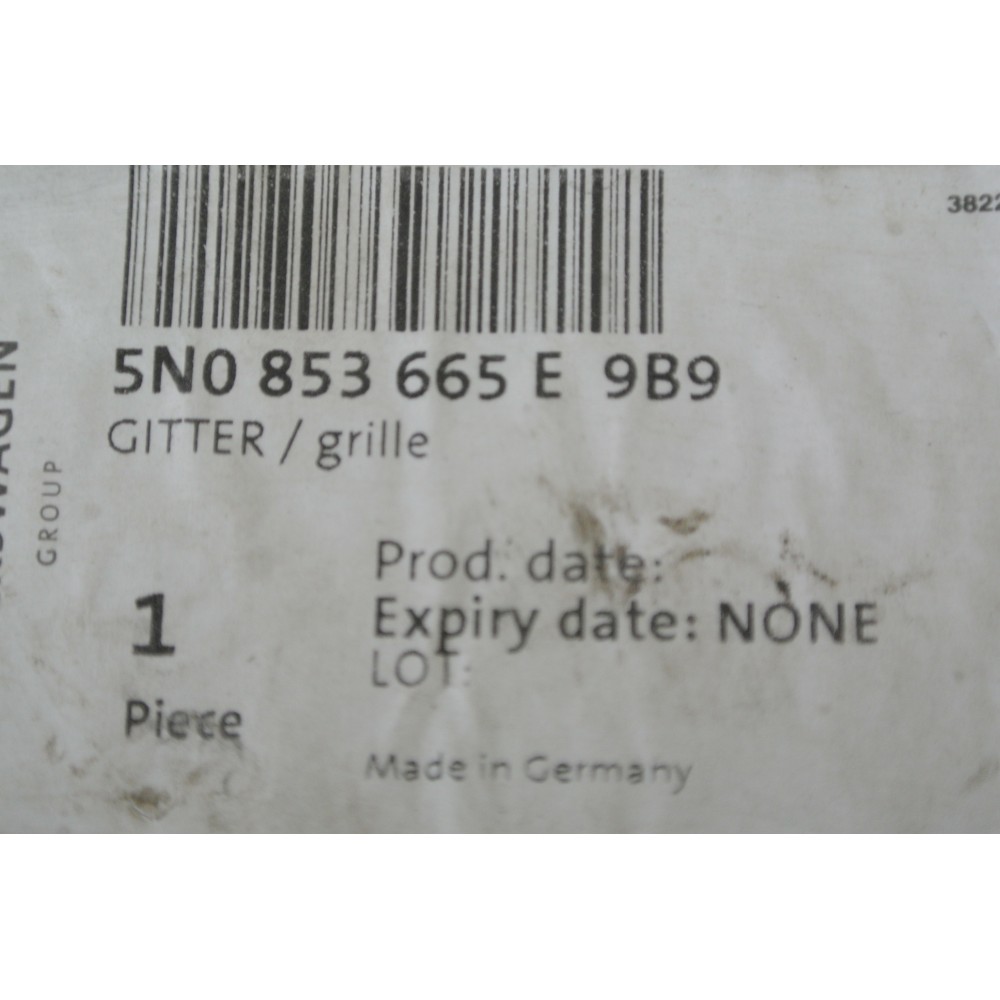 3822
5N0 853 665 E 9B9
GITTER / grille
GROUP
Prod. date:
1
Expiry date: NONE
LOT:
Piece
Made in Germany